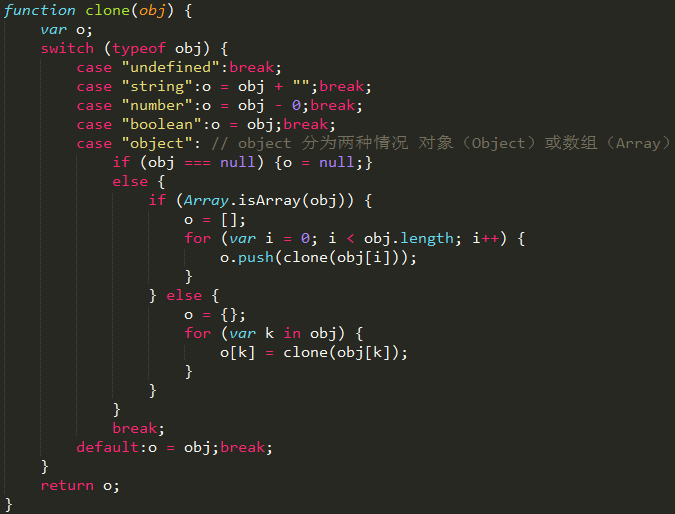 function clone(obj) {
    var o;
    switch (typeof obj) {
        case "undefined":break;
        case "string":o = obj + "";break;
        case "number":o = obj - 0;break;
        case "boolean":o = obj;break;
        case "object": // object 分为两种情况 对象（Object）或数组（Array）
            if (obj === null) {o = null;}
            else {
                if (Array.isArray(obj)) {
                    o = [];
                    for (var i = 0; i < obj.length; i++) {
                        o.push(clone(obj[i]));
                    }
                } else {
                    o = {};
                    for (var k in obj) {
                        o[k] = clone(obj[k]);
                    }
                }
            }
            break;
        default:o = obj;break;
    }
    return o;
}